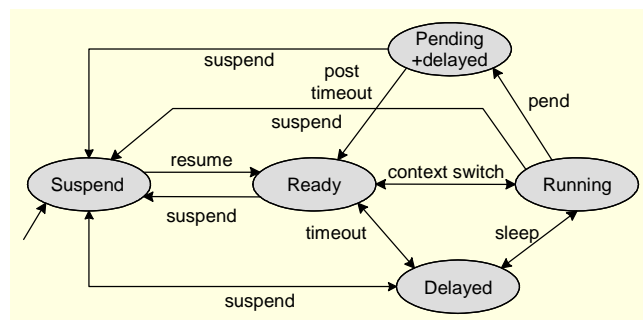 Pending
+delayed
suspend
post
timeout
suspend
pend
resume
Suspend
Ready
context switch
Running
suspend
timeout
sleep
Delayed
suspend